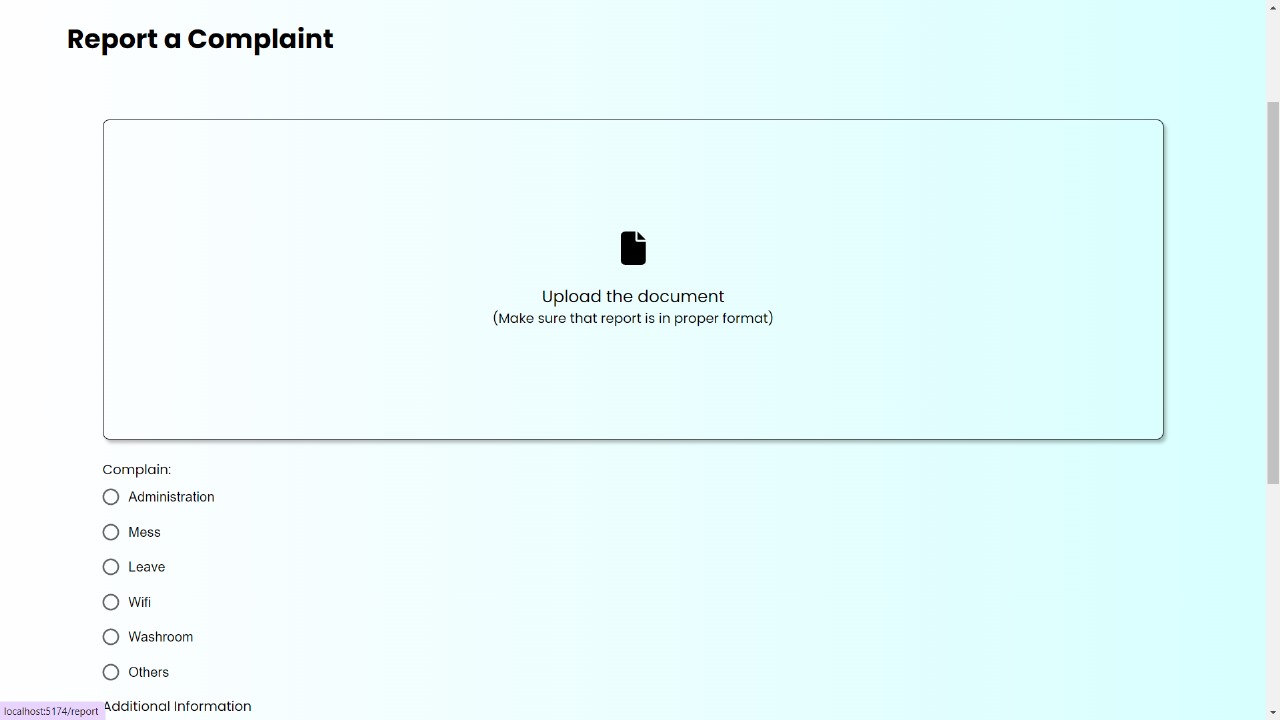 Report a Complaint
Upload the document
(Make sure that report is in proper format)
Complain:
Administration
Mess
Leave
Wifi
Washroom
Others
Additional Information
localhost:5174/report